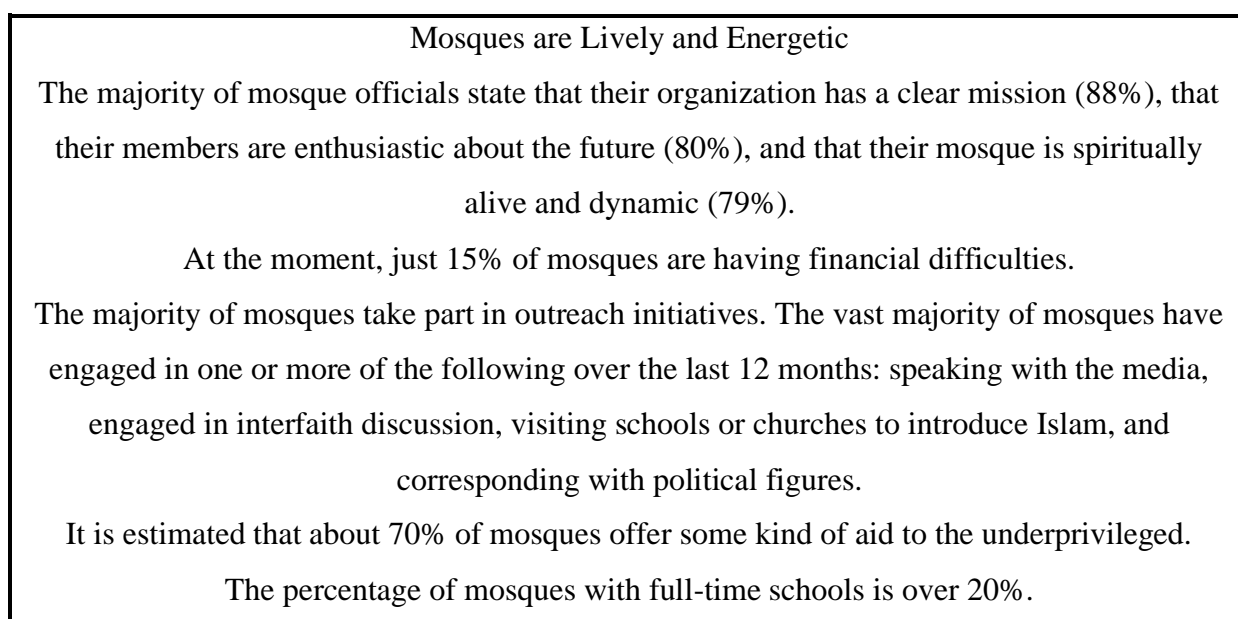 Mosques are Lively and Energetic
The majority of mosque officials state that their organization has a clear mission (88%), that
their members are enthusiastic about the future (80%), and that their mosque is spiritually
alive and dynamic (79%).
At the moment, just 15% of mosques are having financial difficulties.
The majority of mosques take part in outreach initiatives. The vast majority of mosques have
engaged in one or more of the following over the last 12 months: speaking with the media,
engaged in interfaith discussion, visiting schools or churches to introduce Islam, and
corresponding with political figures.
It is estimated that about 70% of mosques offer some kind of aid to the underprivileged.
The percentage of mosques with full-time schools is over 20%.